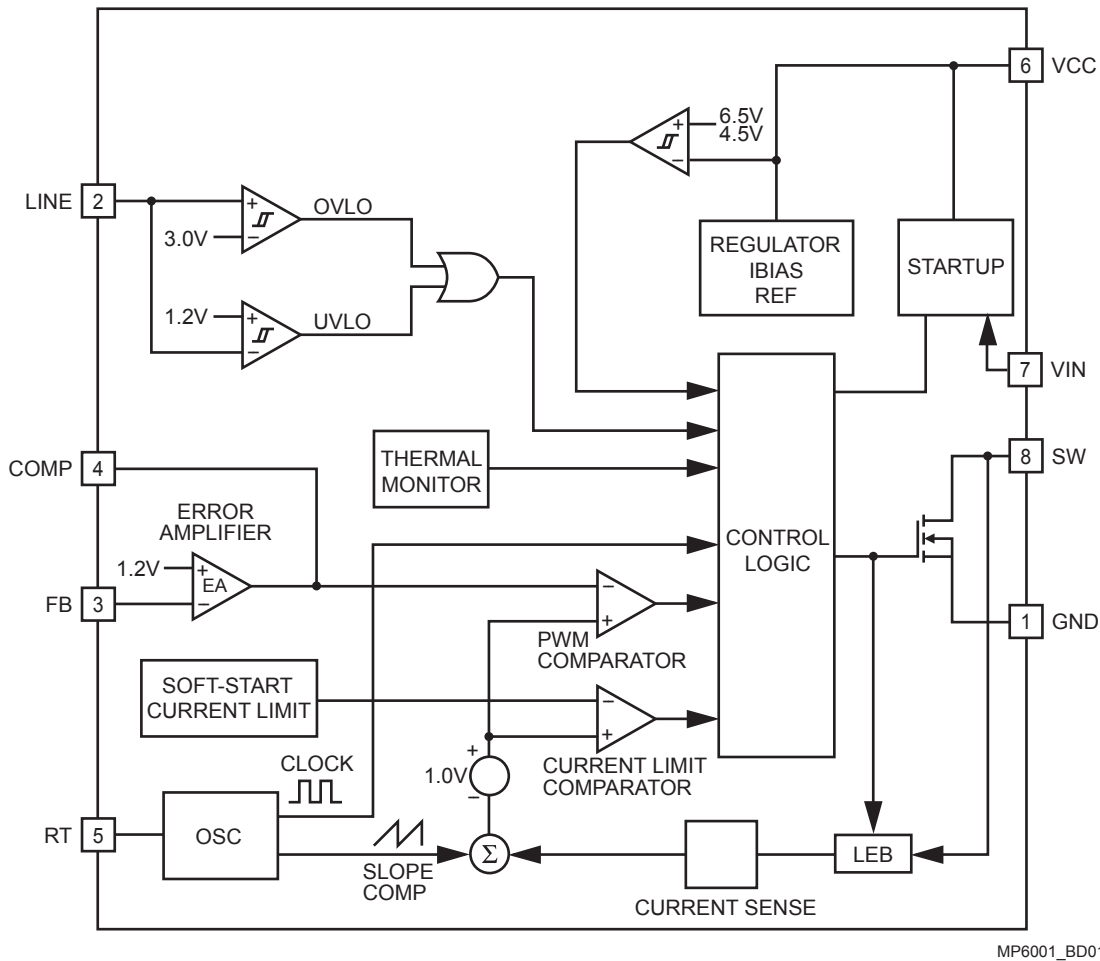 6 VCC
6.5V
4.5V
+
−
LINE 2
+
−
OVLO
3.0V
REGULATOR
IBIAS
REF
STARTUP
1.2V
+
−
UVLO
7 VIN
COMP 4
THERMAL
MONITOR
8 SW
ERROR
AMPLIFIER
CONTROL
LOGIC
1.2V
+
EA
−
FB 3
−
+
1 GND
PWM
COMPARATOR
SOFT-START
CURRENT LIMIT
−
+
+
1.0V
−
CLOCK
CURRENT LIMIT
COMPARATOR
RT 5
OSC
Σ
LEB
SLOPE
COMP
CURRENT SENSE
MP6001_BD01